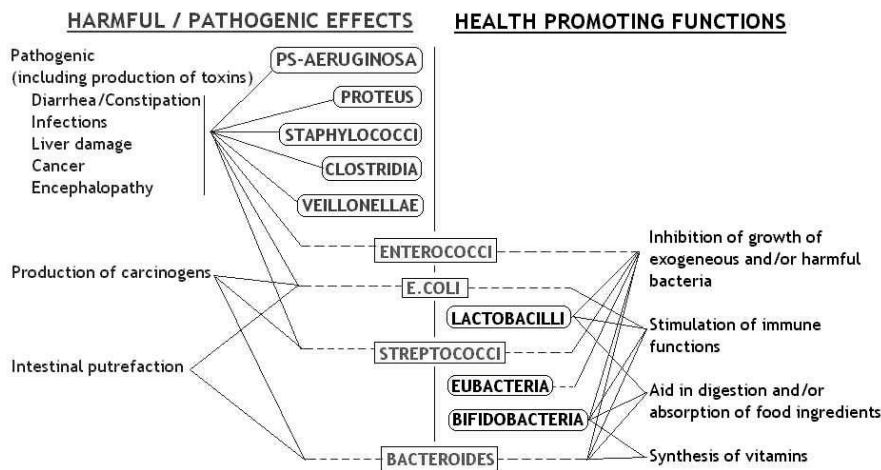 HARMFUL / PATHOGENIC EFFECTS
HEALTH PROMOTING FUNCTIONS
Pathogenic
(including production of toxins)
Diarrhea/Constipation
Infections
Liver damage
Cancer
Encephalopathy
Production of carcinogens
Intestinal putrefaction
PS-AERUGINOSA
PROTEUS
STAPHYLOCOCCI
CLOSTRIDIA
VEILLONELLAE
ENTEROCOCCI
E.COLI
LACTOBACILLI
STREPTOCOCCI
EUBACTERIA
BIFIDOBACTERIA
BACTEROIDES
Inhibition of growth of
exogeneous and/or harmful
bacteria
Stimulation of immune
functions
Aid in digestion and/or
absorption of food ingredients
Synthesis of vitamins